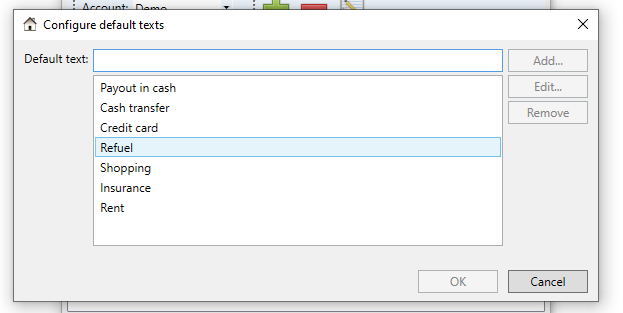 Account: Demo
Configure default texts
Default text:
Add...
Payout in cash
Edit...
Cash transfer
Remove
Credit card
Refuel
Shopping
Insurance
Rent
OK
Cancel